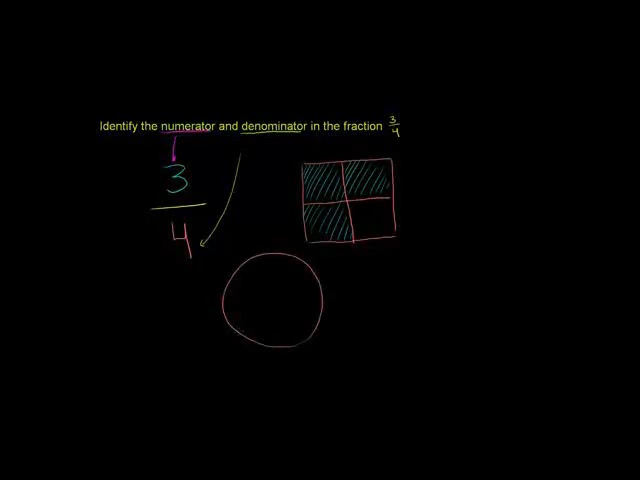 Identify the numerator and denominator in the fraction 3/4
3
4